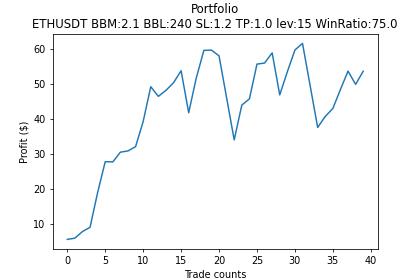 Portfolio
ETHUSDT BBM:2.1 BBL:240 SL:1.2 TP:1.0 lev:15 WinRatio:75.0
60
50
40
30
20
10
Profit ($)
0 5 10 15 20 25 30 35 40
Trade counts